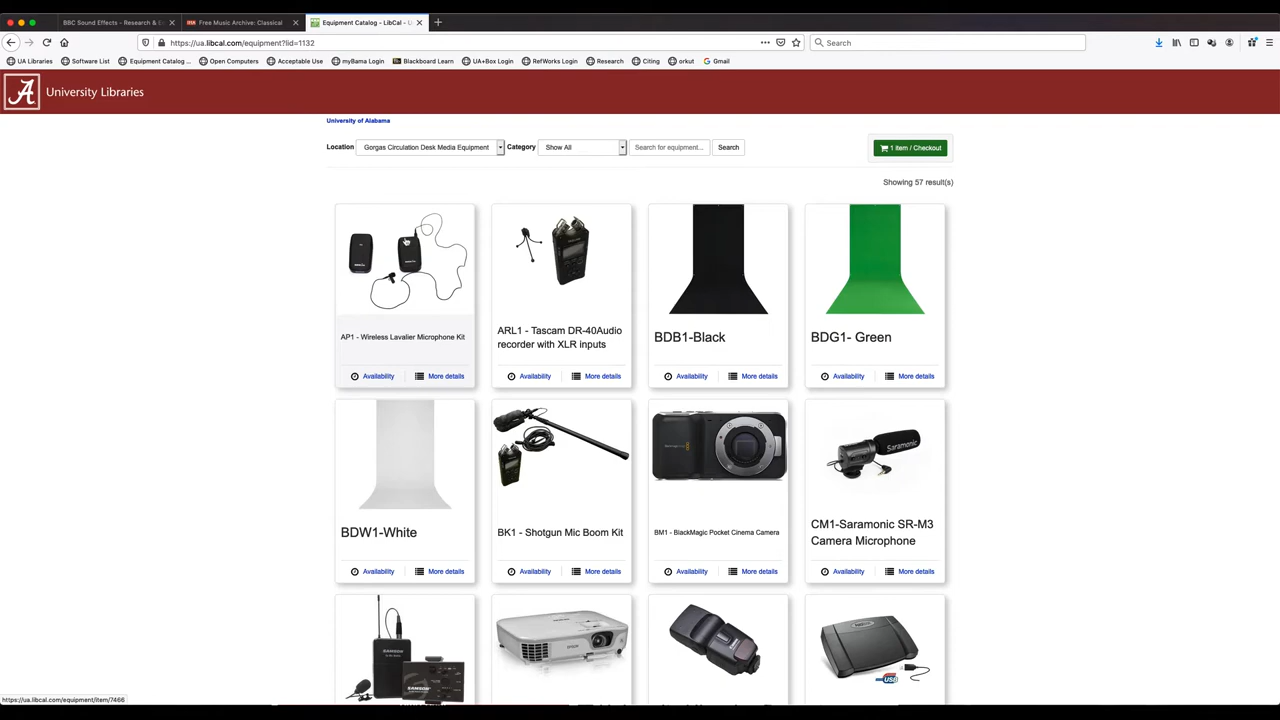 BBC Sound Effects - Research & E
Free Music Archive: Classical
Equipment Catalog - LibCal - U
https://ua.libcal.com/equipment?lid=1132
Search
UA Libraries
Software List
Equipment Catalog ...
Open Computers
Acceptable Use
myBama Login
Blackboard Learn
UA+Box Login
RefWorks Login
Research
Citing
orkut
Gmail
A University Libraries
University of Alabama
Location Gorgas Circulation Desk Media Equipment Category Show All Search for equipment... Search 1 item / Checkout
Showing 57 result(s)
AP1 - Wireless Lavalier Microphone Kit
Availability More details
ARL1 - Tascam DR-40Audio
recorder with XLR inputs
Availability More details
BDB1-Black
Availability More details
BDG1- Green
Availability More details
BDW1-White
Availability More details
BK1 - Shotgun Mic Boom Kit
Availability More details
BM1 - BlackMagic Pocket Cinema Camera
Availability More details
Saramonic
CM1-Saramonic SR-M3
Camera Microphone
Availability More details
SAMSON
SAMSON
EPSON
USB
https://ua.libcal.com/equipment/item/7466